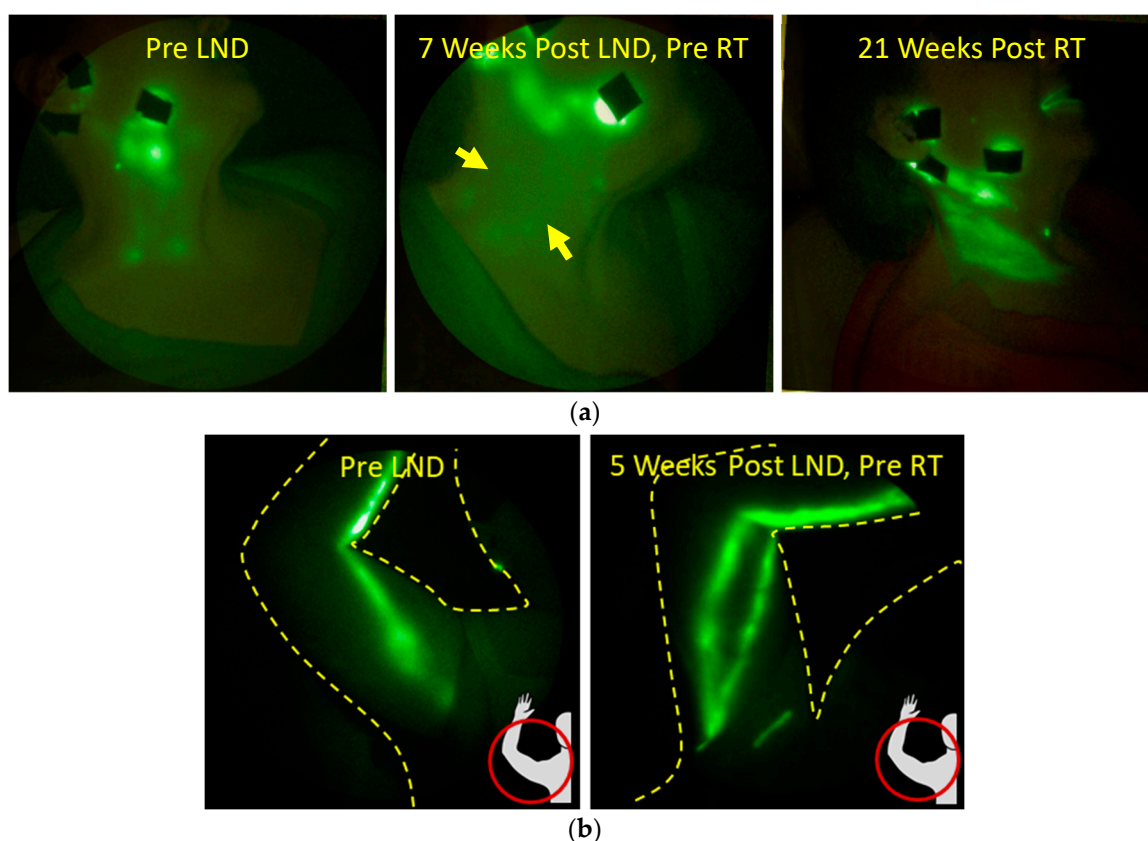 Pre LND
7 Weeks Post LND, Pre RT
21 Weeks Post RT
(a)
Pre LND
5 Weeks Post LND, Pre RT
(b)